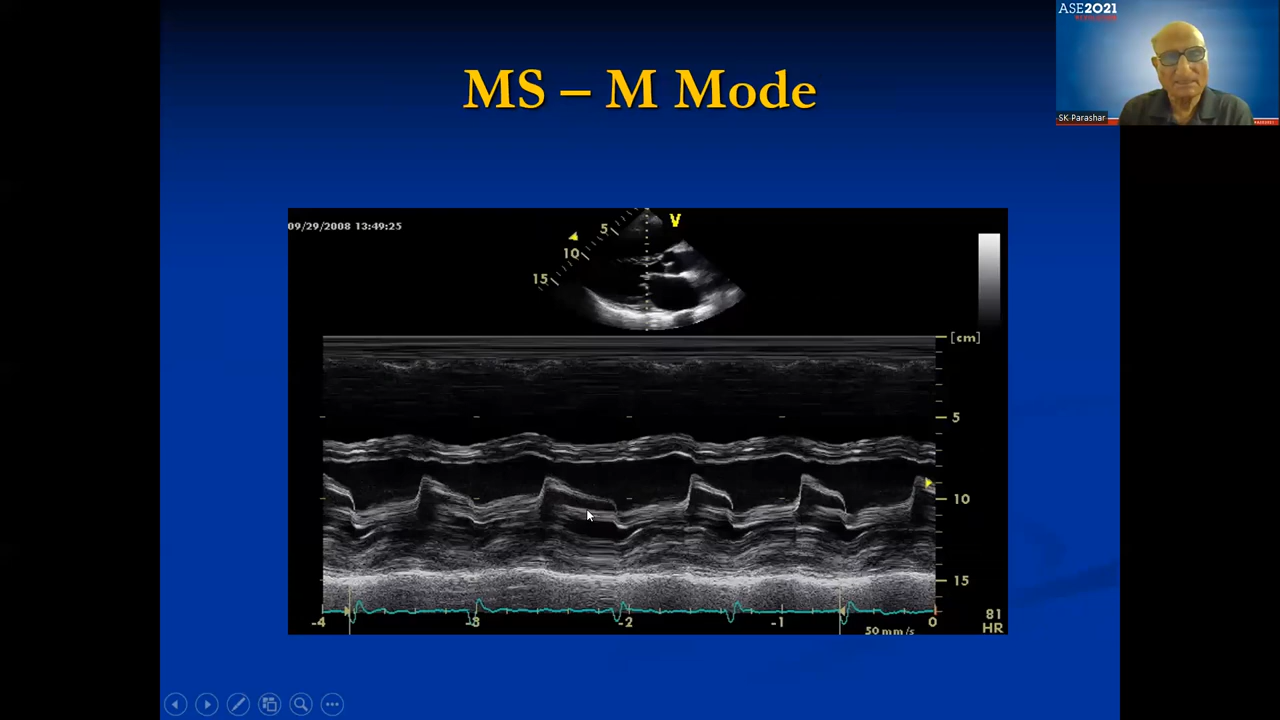 MS – M Mode
ASE2021
SK Parashar
09/29/2008 13:49:25
V
5
10
15
[cm]
5
10
15
-4
-3
-2
-1
0
81
HR
50 mm/s